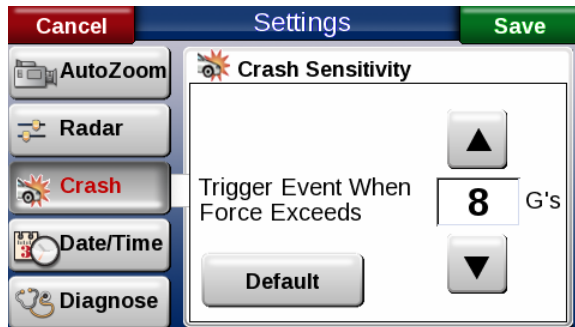 Cancel
Settings
Save
AutoZoom
Radar
Crash
Date/Time
Diagnose
Crash Sensitivity
Trigger Event When
Force Exceeds
8
G's
Default